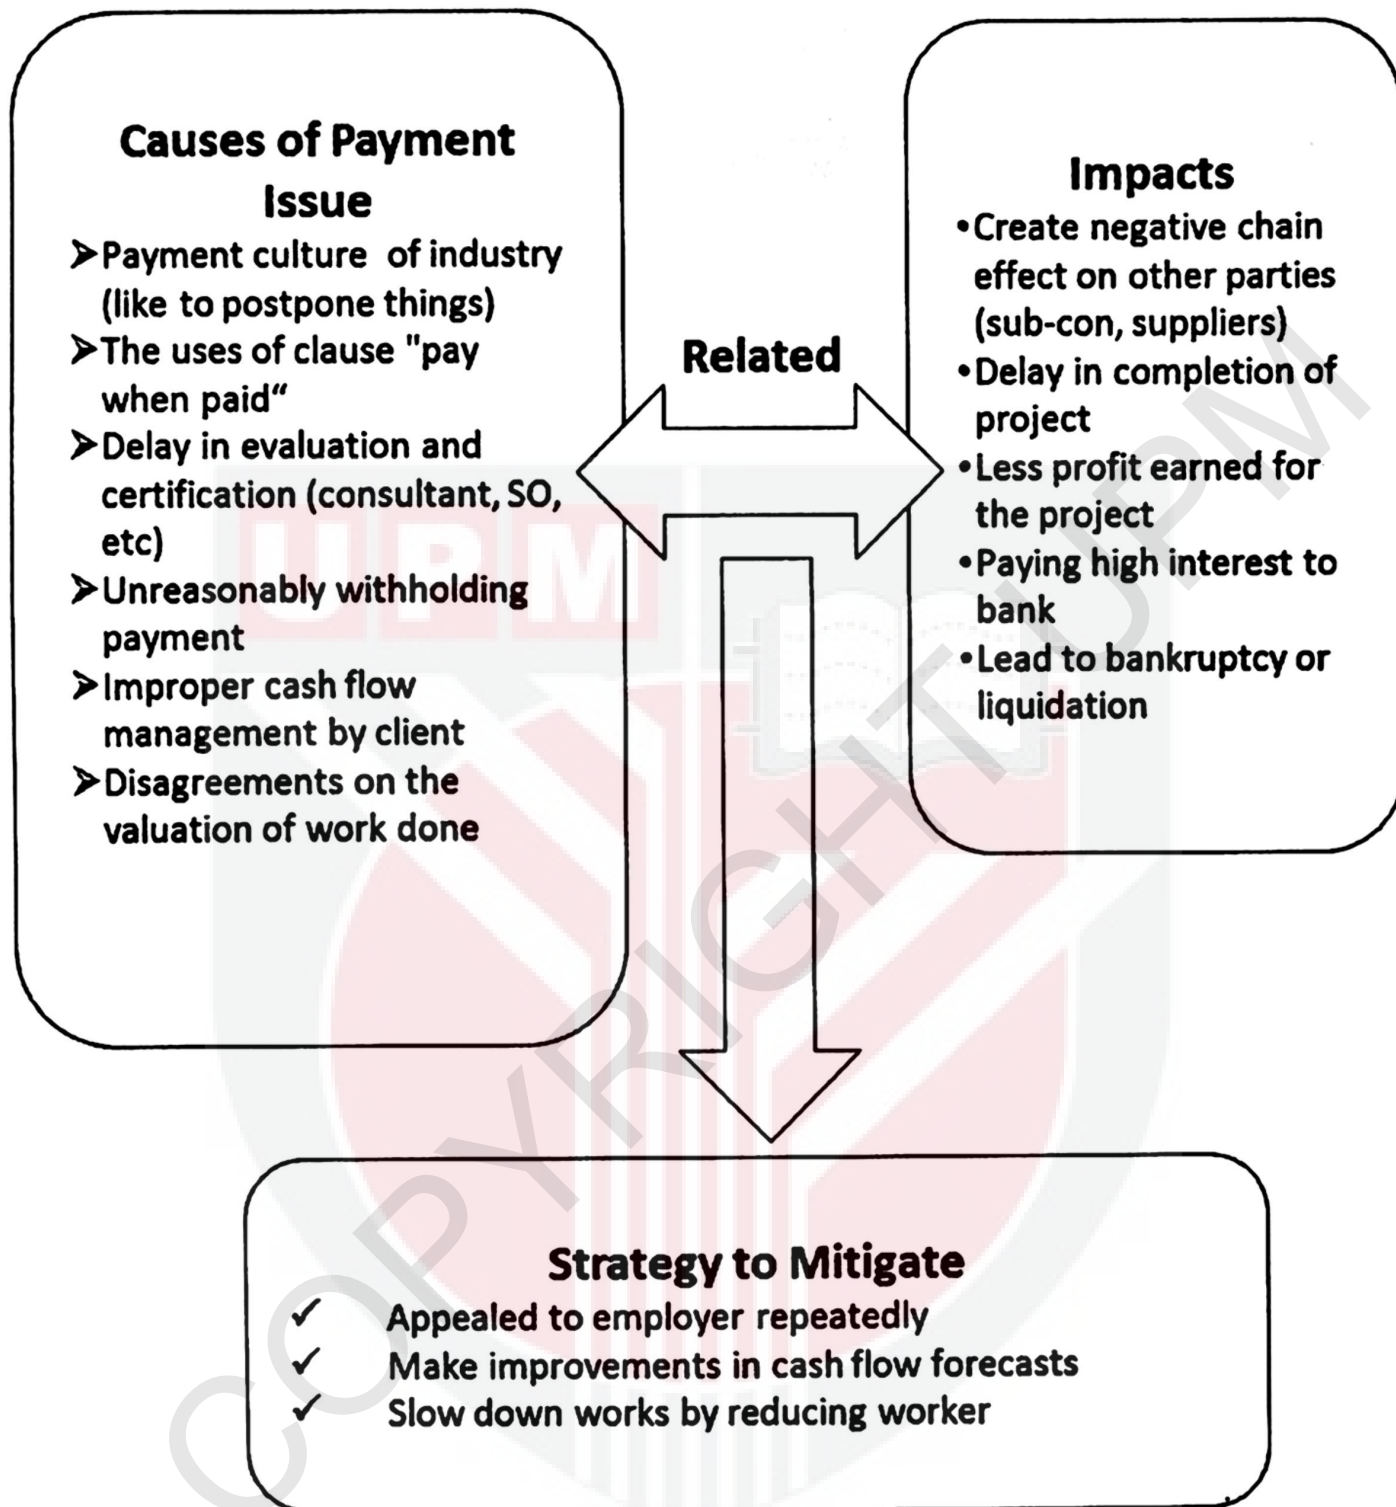 Causes of Payment
Issue
➢Payment culture of industry
(like to postpone things)
➢The uses of clause "pay
when paid“
➢Delay in evaluation and
certification (consultant, SO,
etc)
➢Unreasonably withholding
payment
➢Improper cash flow
management by client
➢Disagreements on the
valuation of work done
Related
Impacts
•Create negative chain
effect on other parties
(sub-con, suppliers)
•Delay in completion of
project
•Less profit earned for
the project
•Paying high interest to
bank
•Lead to bankruptcy or
liquidation
Strategy to Mitigate
✓ Appealed to employer repeatedly
✓ Make improvements in cash flow forecasts
✓ Slow down works by reducing worker
UPM
COPYRIGHT UPM